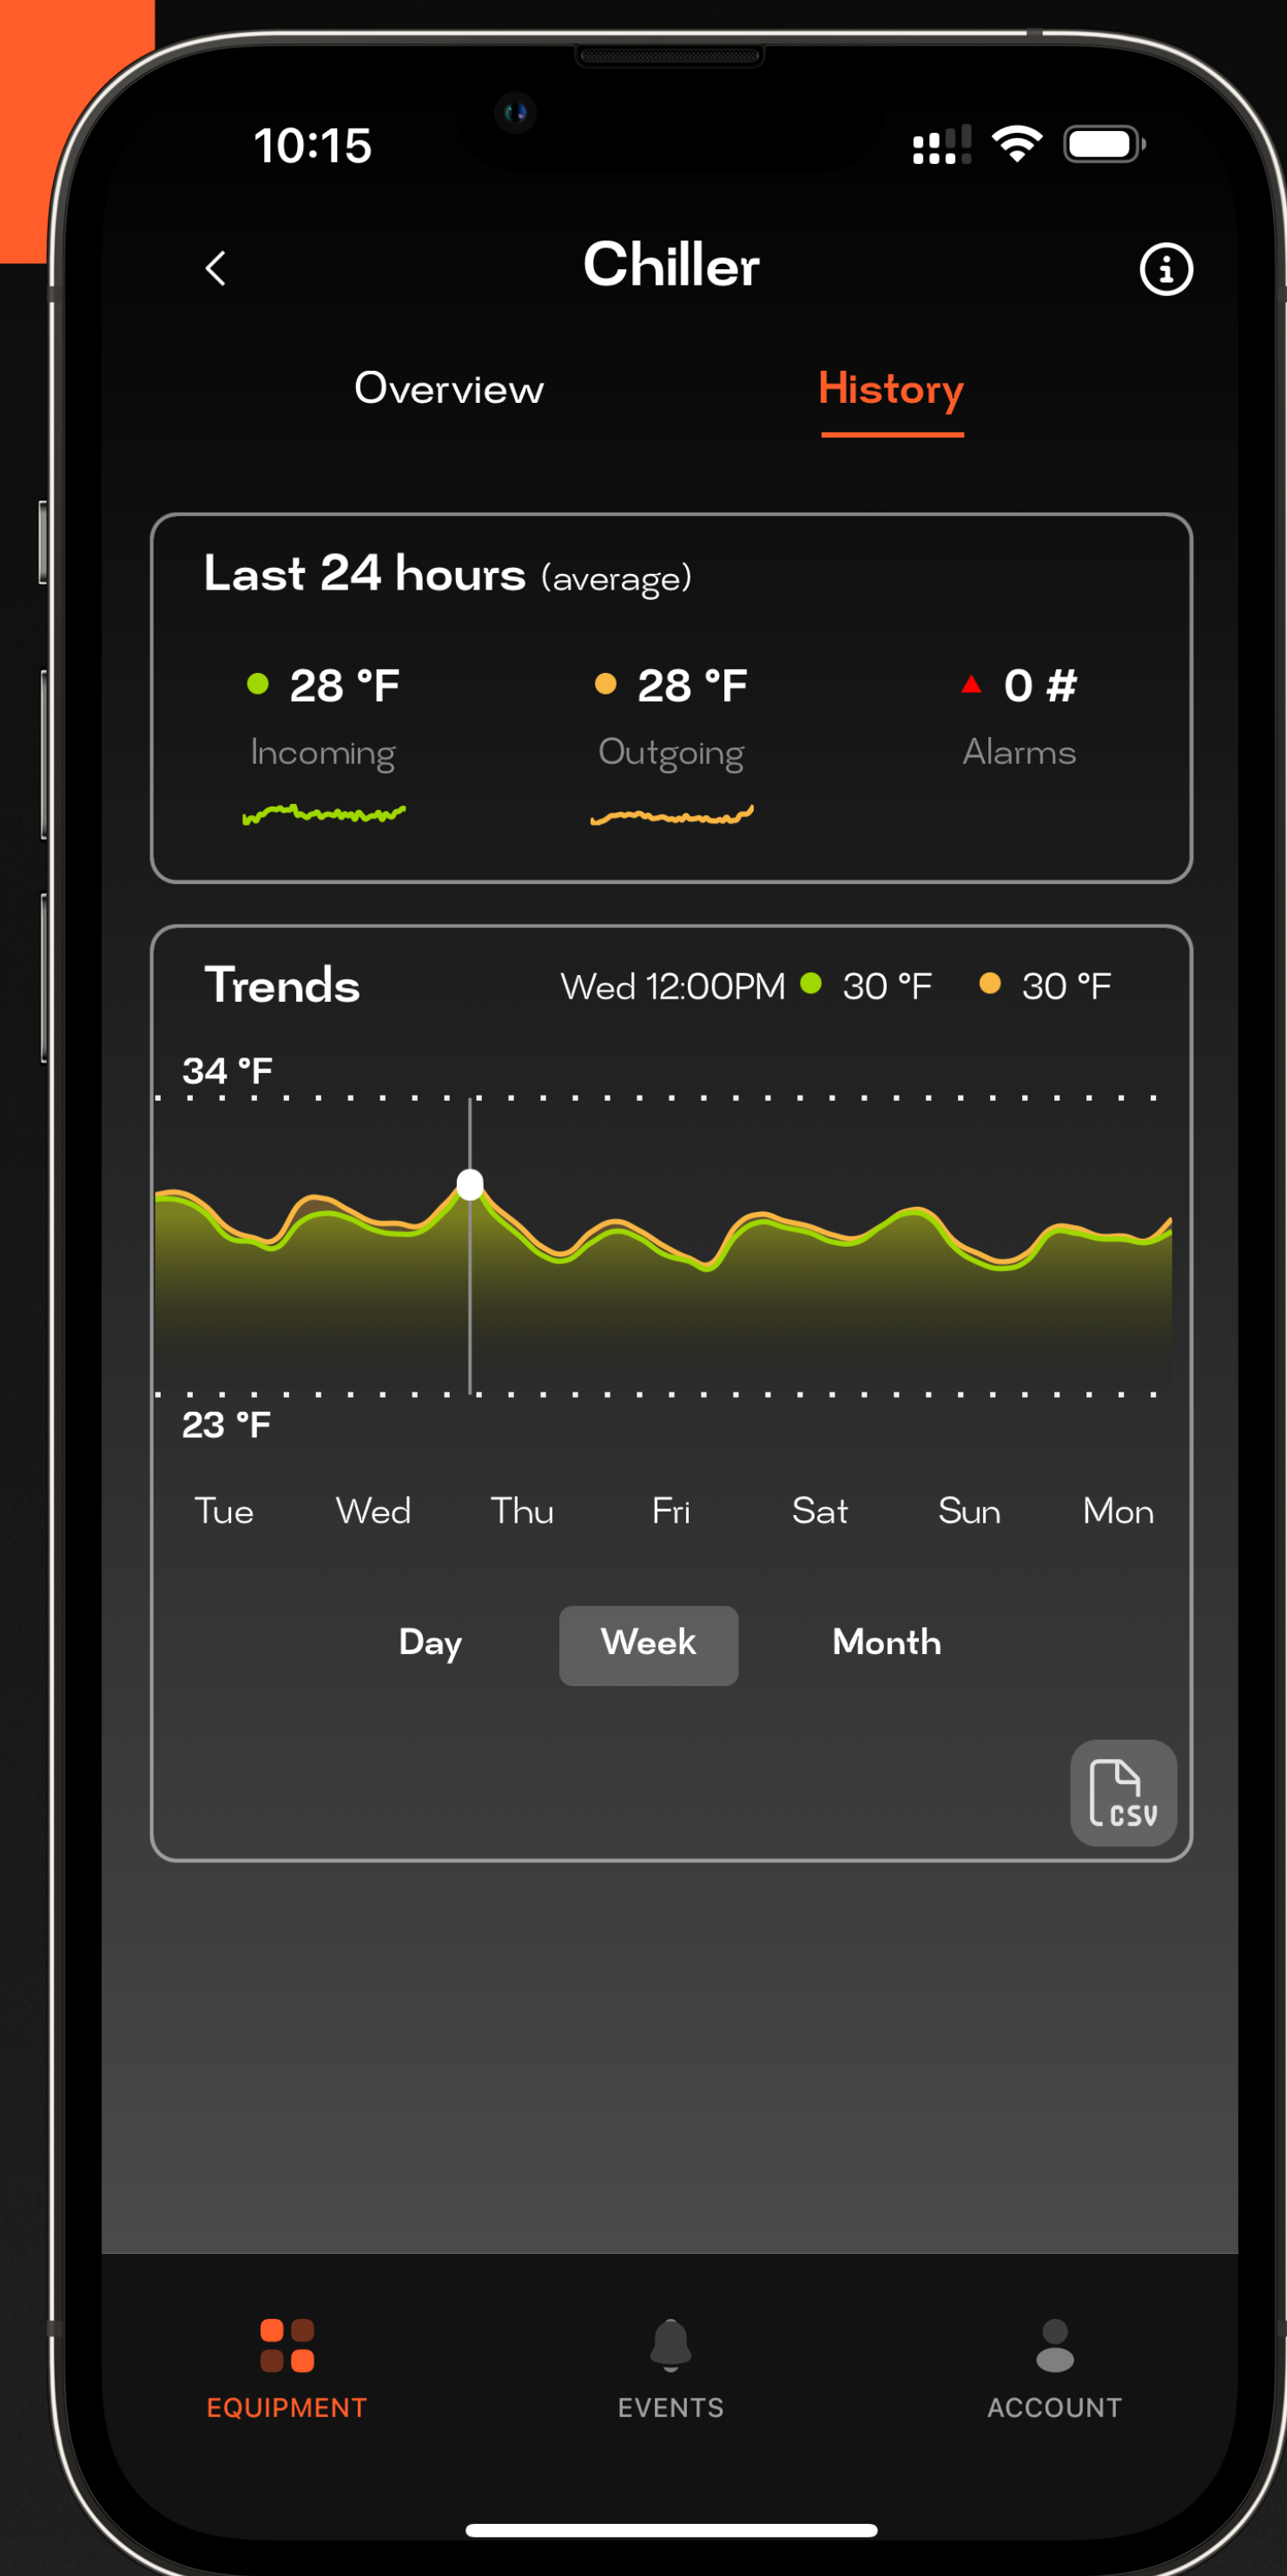 10:15
Chiller
Overview History
Last 24 hours (average)
28 °F 28 °F 0 #
Incoming Outgoing Alarms
Trends Wed 12:00PM 30 °F 30 °F
34 °F
23 °F
Tue Wed Thu Fri Sat Sun Mon
Day Week Month
CSV
EQUIPMENT EVENTS ACCOUNT